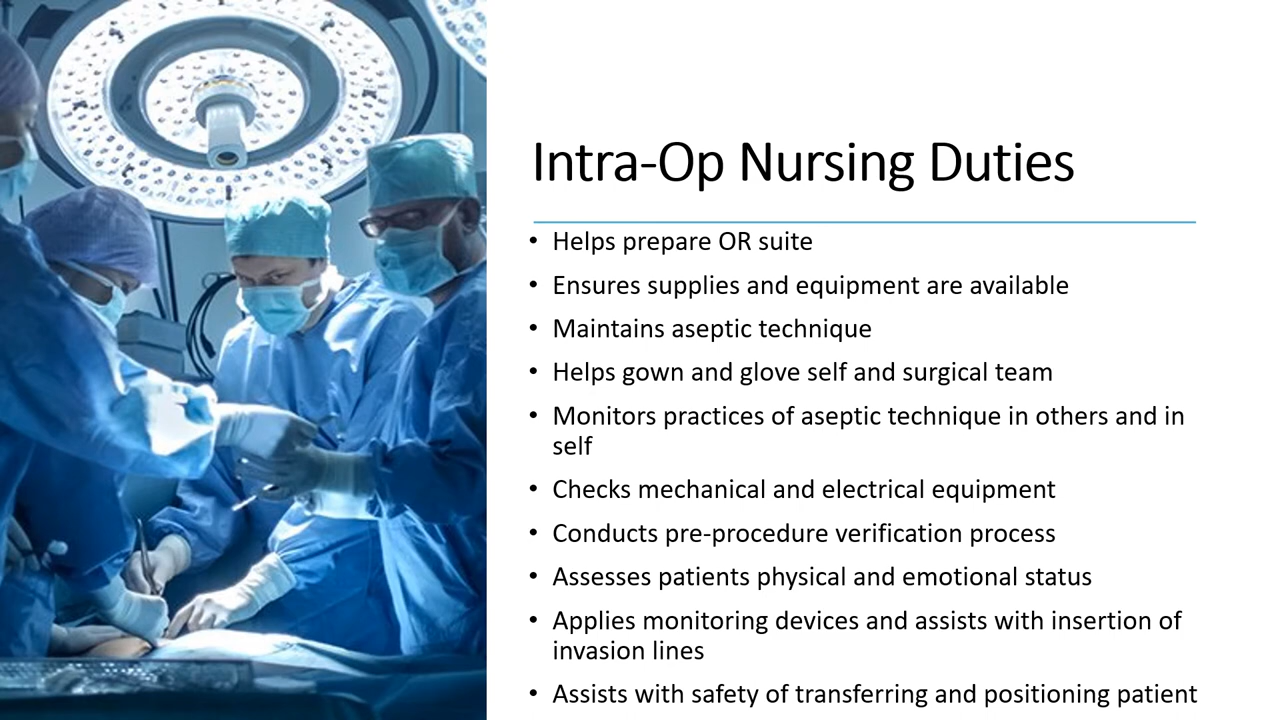 Intra-Op Nursing Duties
• Helps prepare OR suite
• Ensures supplies and equipment are available
• Maintains aseptic technique
• Helps gown and glove self and surgical team
• Monitors practices of aseptic technique in others and in
self
• Checks mechanical and electrical equipment
• Conducts pre-procedure verification process
• Assesses patients physical and emotional status
• Applies monitoring devices and assists with insertion of
invasion lines
• Assists with safety of transferring and positioning patient